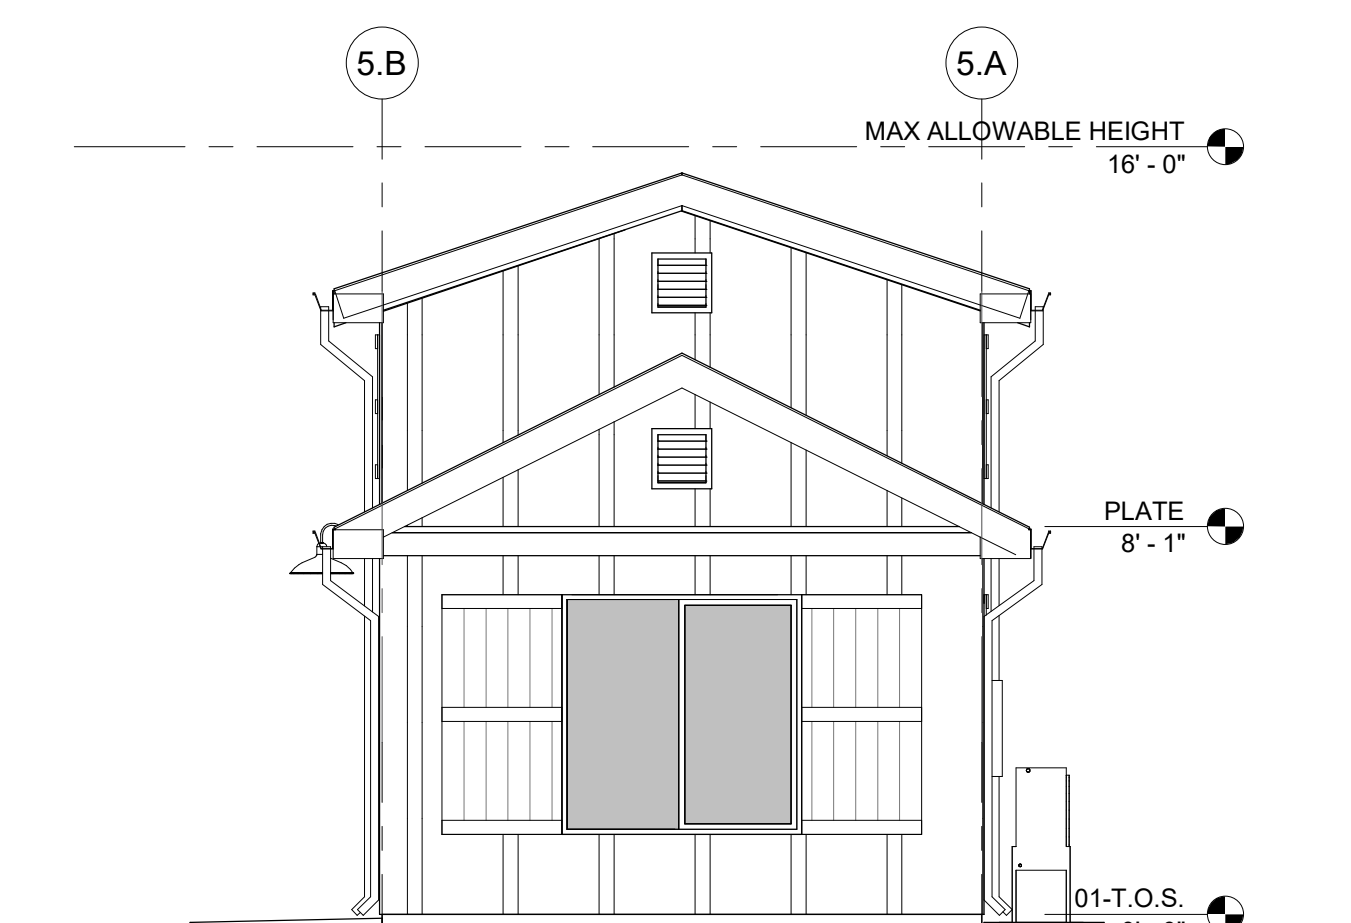 5.B
5.A
MAX ALLOWABLE HEIGHT
16' - 0"
PLATE
8' - 1"
01-T.O.S.